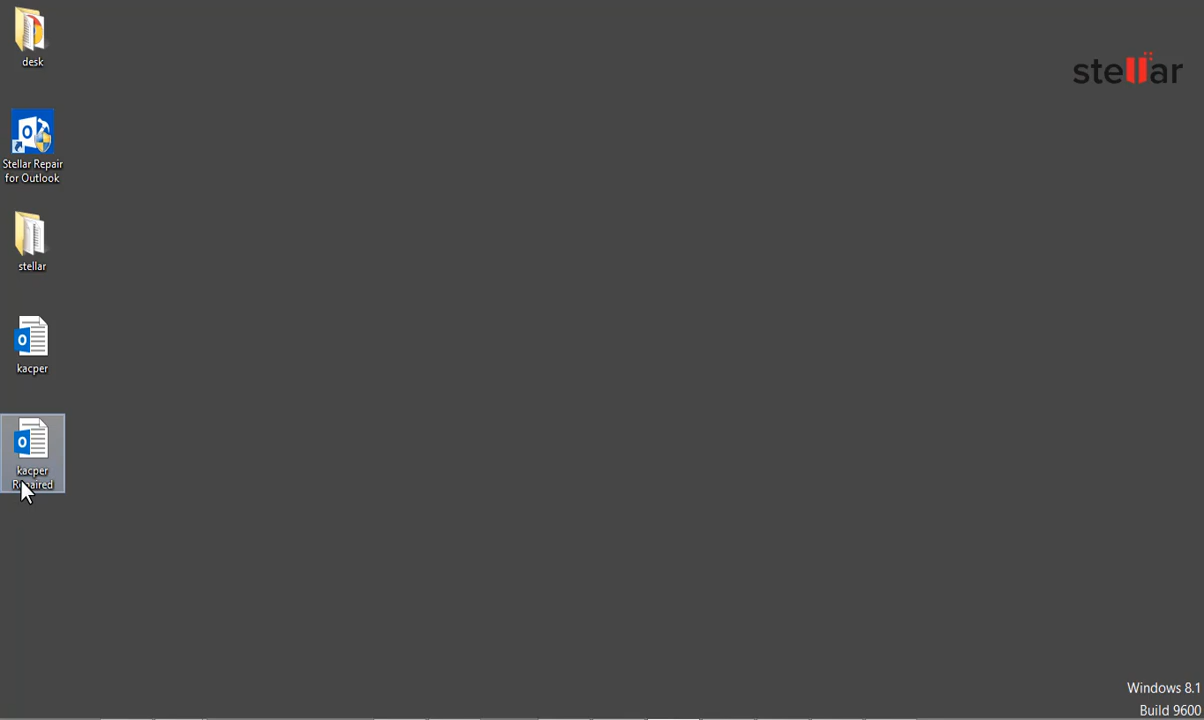 desk
stellar
Stellar Repair
for Outlook
stellar
kacper
kacper
Repaired
Windows 8.1
Build 9600